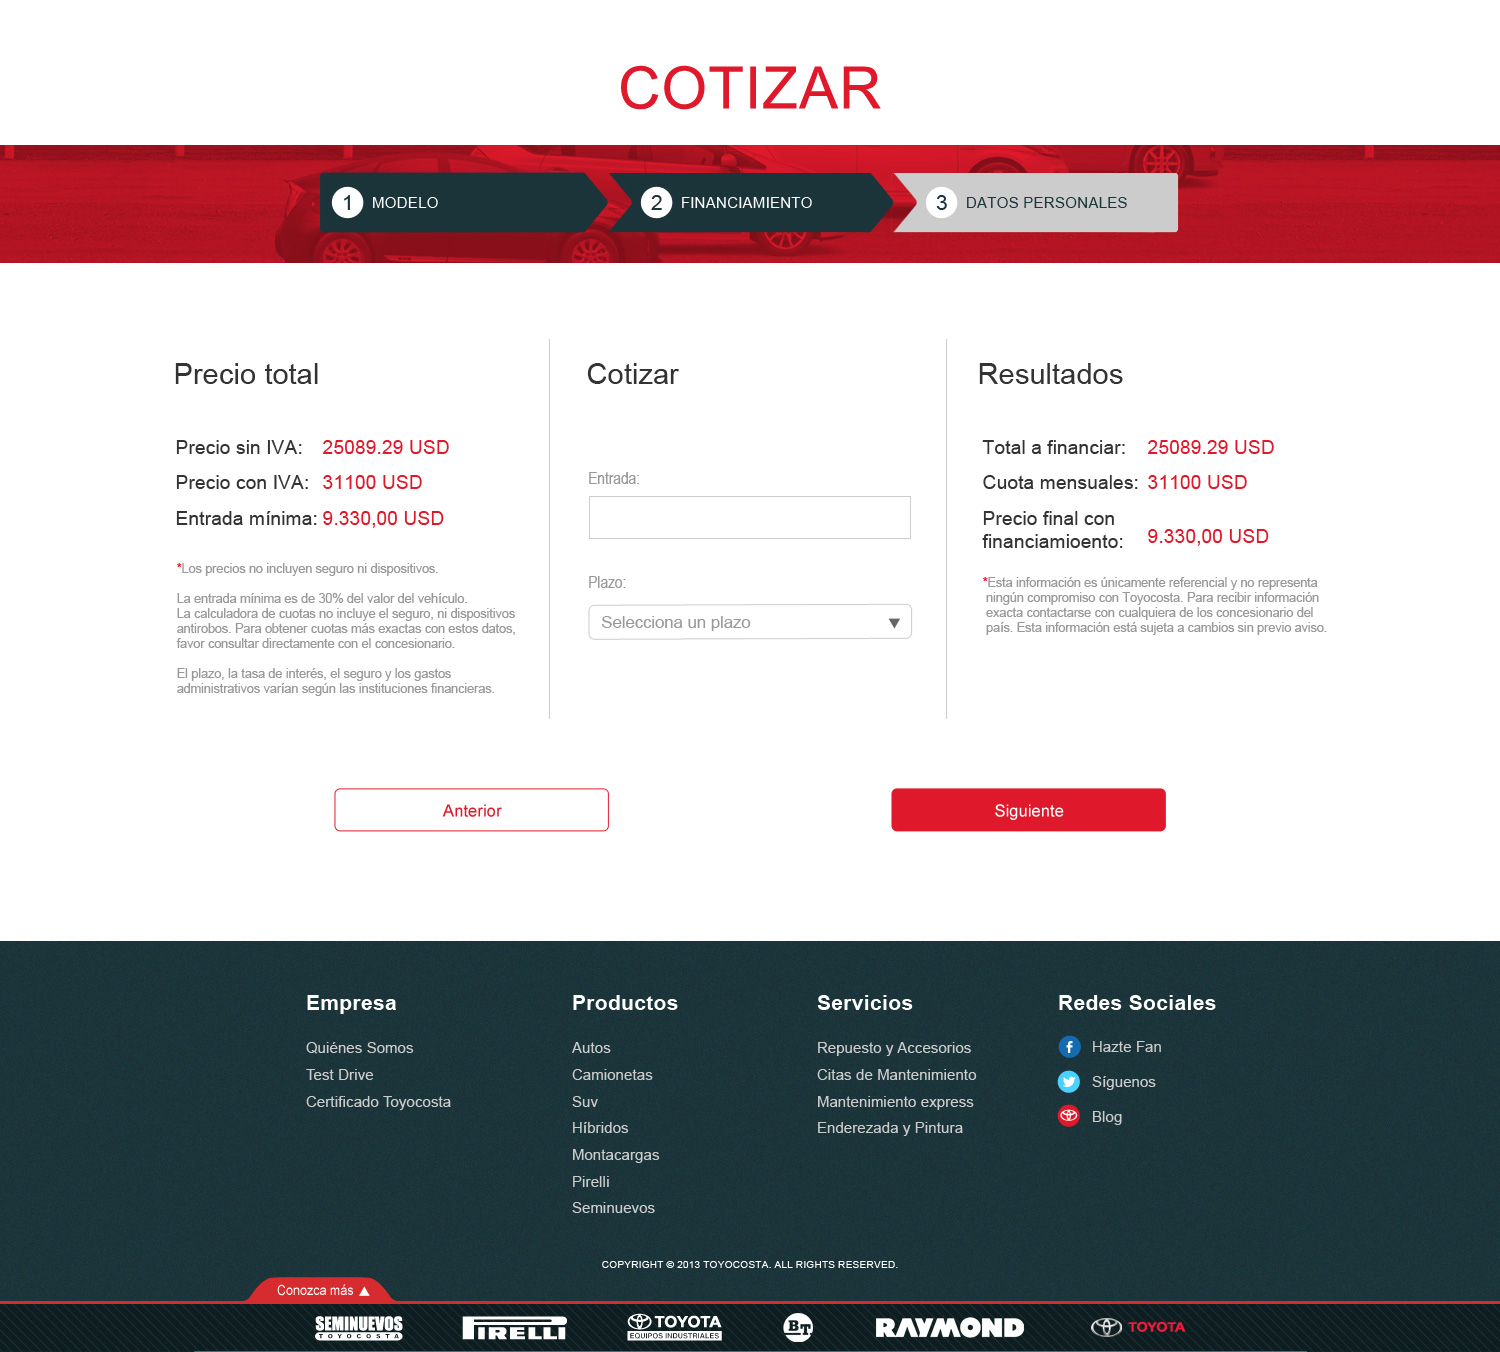 COTIZAR
1 MODELO
2 FINANCIAMIENTO
3 DATOS PERSONALES
Precio total
Precio sin IVA: 25089.29 USD
Precio con IVA: 31100 USD
Entrada mínima: 9.330,00 USD
*Los precios no incluyen seguro ni dispositivos.
La entrada mínima es de 30% del valor del vehículo.
La calculadora de cuotas no incluye el seguro, ni dispositivos
antirobos. Para obtener cuotas más exactas con estos datos,
favor consultar directamente con el concesionario.
El plazo, la tasa de interés, el seguro y los gastos
administrativos varían según las instituciones financieras.
Cotizar
Entrada:
Plazo:
Selecciona un plazo
Resultados
Total a financiar: 25089.29 USD
Cuota mensuales: 31100 USD
Precio final con
financiamioento: 9.330,00 USD
*Esta información es únicamente referencial y no representa
ningún compromiso con Toyocosta. Para recibir información
exacta contactarse con cualquiera de los concesionario del
país. Esta información está sujeta a cambios sin previo aviso.
Anterior
Siguiente
Empresa
Quiénes Somos
Test Drive
Certificado Toyocosta
Productos
Autos
Camionetas
Suv
Híbridos
Montacargas
Pirelli
Seminuevos
Servicios
Repuesto y Accesorios
Citas de Mantenimiento
Mantenimiento express
Enderezada y Pintura
Redes Sociales
Hazte Fan
Síguenos
Blog
COPYRIGHT © 2013 TOYOCOSTA. ALL RIGHTS RESERVED.
Conozca más
SEMINUEVOS
TOYOCOSTA
PIRELLI
TOYOTA
EQUIPOS INDUSTRIALES
BT
RAYMOND
TOYOTA